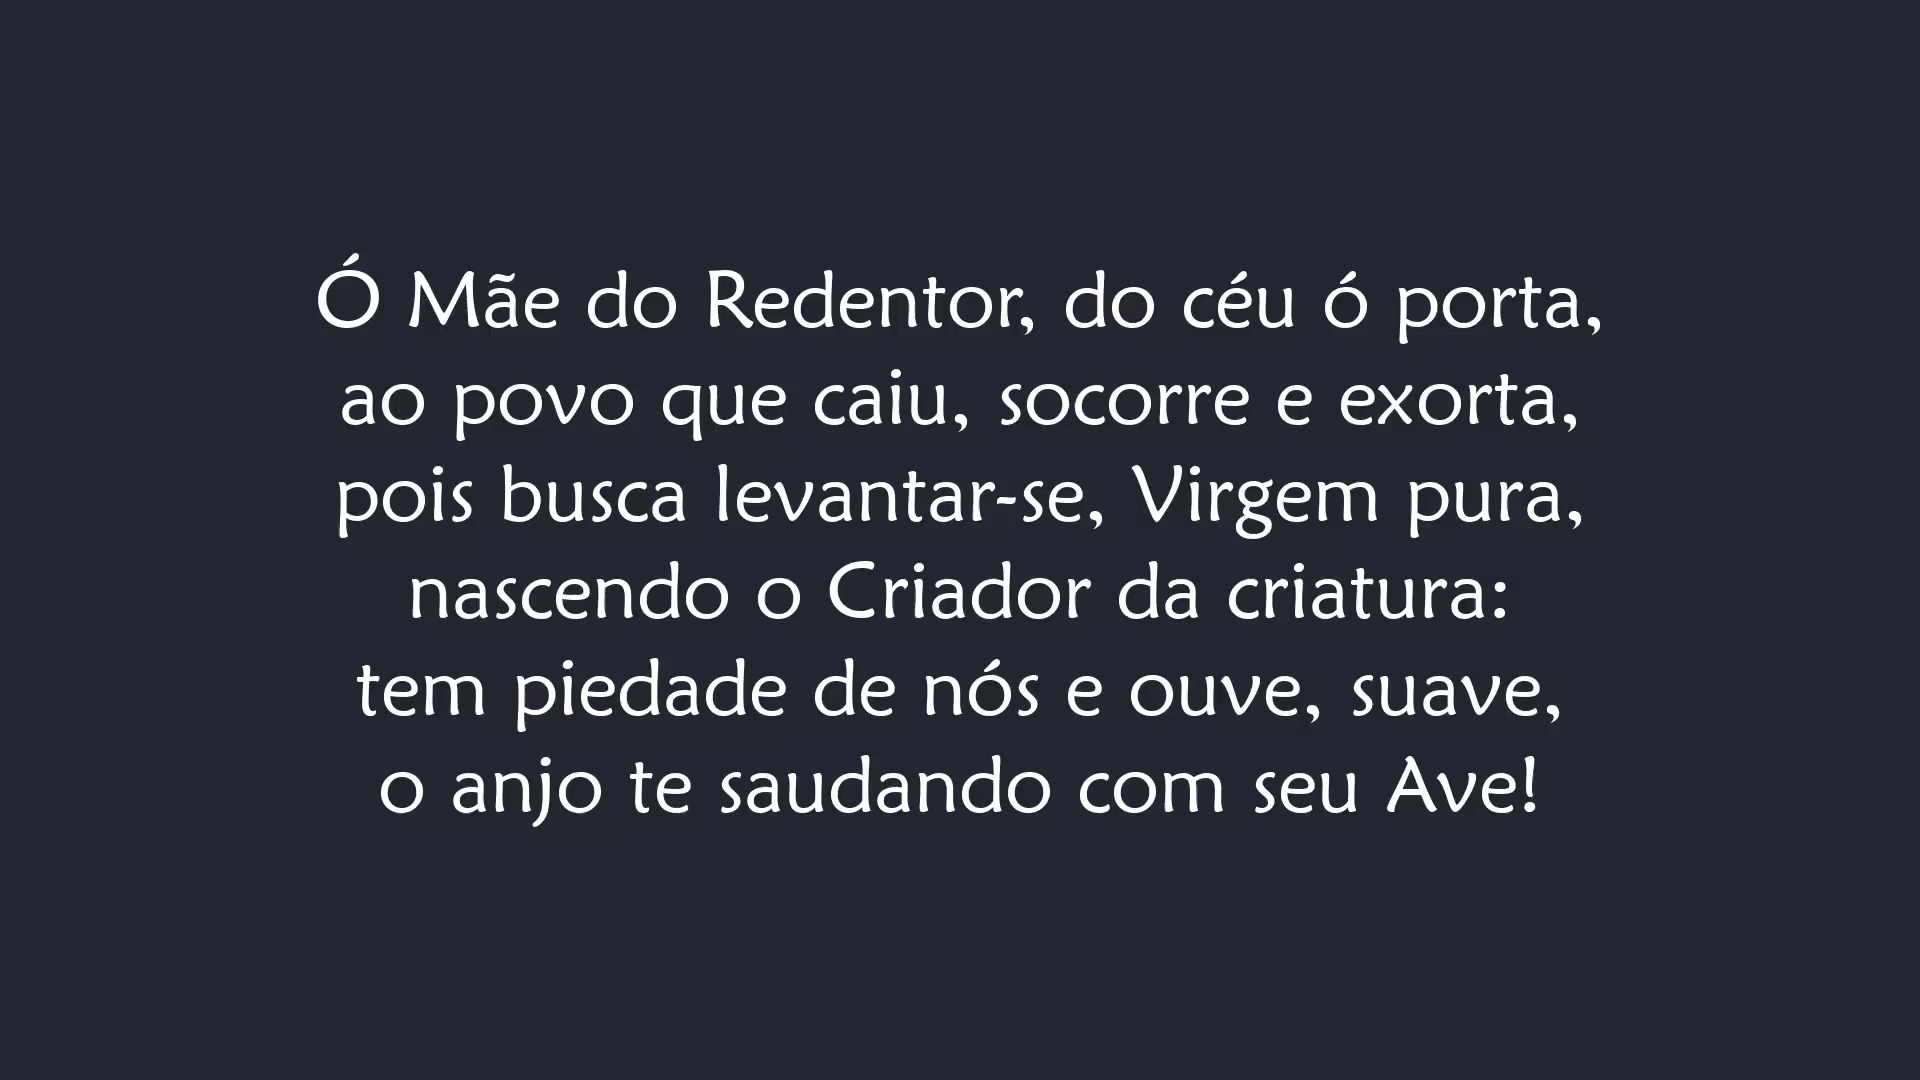 Ó Mãe do Redentor, do céu ó porta,
ao povo que caiu, socorre e exorta,
pois busca levantar-se, Virgem pura,
nascendo o Criador da criatura:
tem piedade de nós e ouve, suave,
o anjo te saudando com seu Ave!